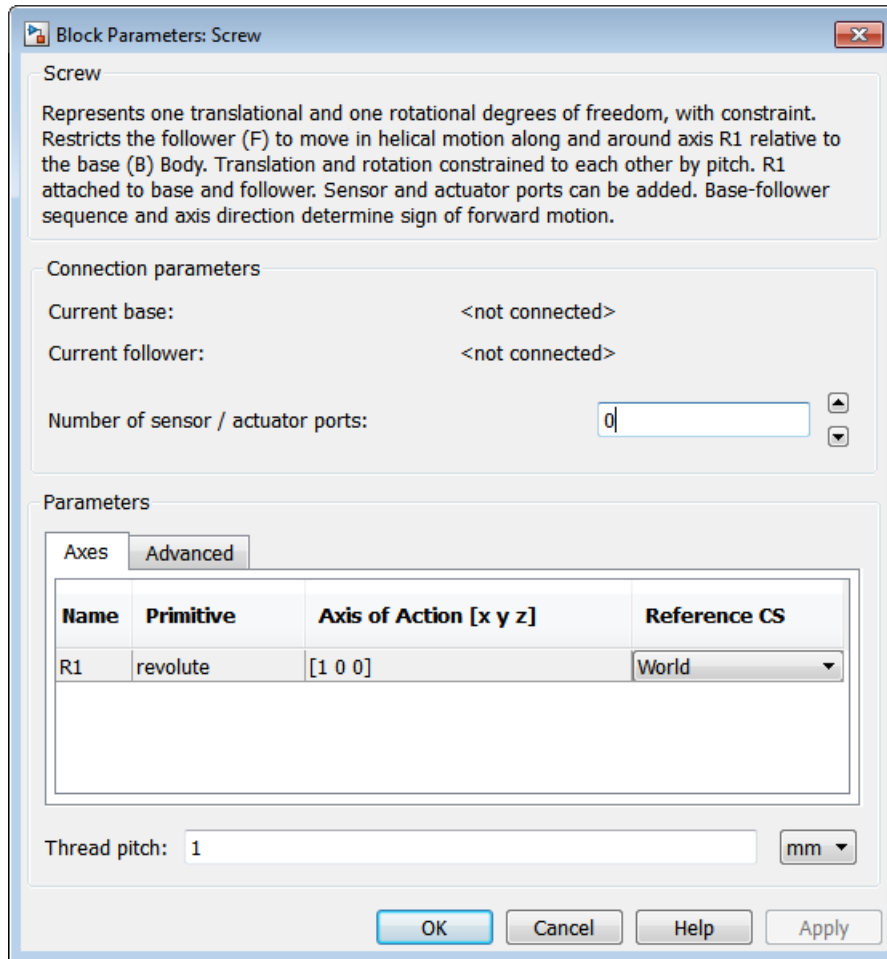 Block Parameters: Screw
Screw
Represents one translational and one rotational degrees of freedom, with constraint.
Restricts the follower (F) to move in helical motion along and around axis R1 relative to
the base (B) Body. Translation and rotation constrained to each other by pitch. R1
attached to base and follower. Sensor and actuator ports can be added. Base-follower
sequence and axis direction determine sign of forward motion.
Connection parameters
Current base: <not connected>
Current follower: <not connected>
Number of sensor / actuator ports: 0
Parameters
Axes Advanced
Name Primitive Axis of Action [x y z] Reference CS
R1 revolute [1 0 0] World
Thread pitch: 1 mm
OK Cancel Help Apply